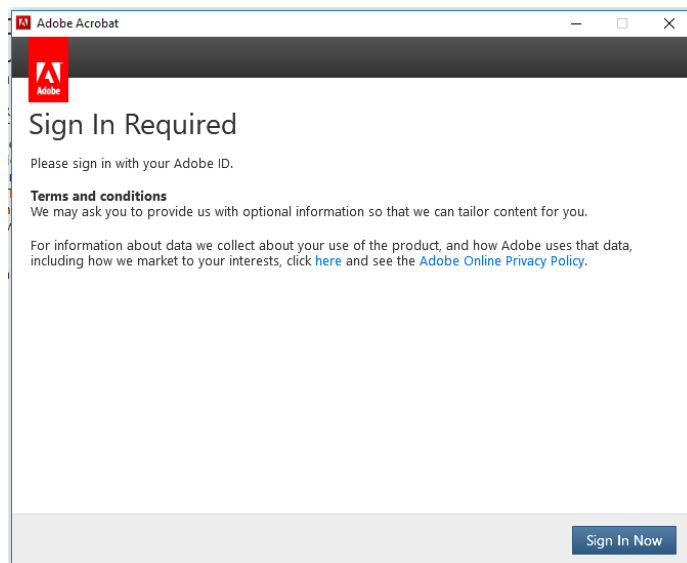 Adobe Acrobat
Adobe
Sign In Required
Please sign in with your Adobe ID.
Terms and conditions
We may ask you to provide us with optional information so that we can tailor content for you.
For information about data we collect about your use of the product, and how Adobe uses that data,
including how we market to your interests, click here and see the Adobe Online Privacy Policy.
Sign In Now